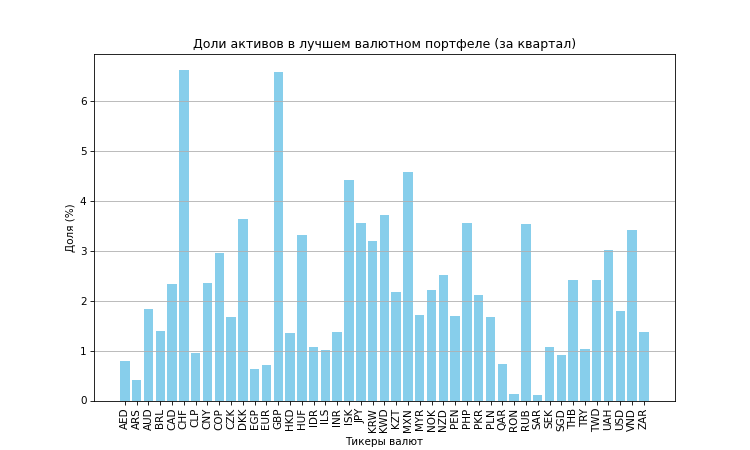 Доли активов в лучшем валютном портфеле (за квартал)
Доля (%)
6
5
4
3
2
1
0
AED ARS AUD BRL CAD CHF CLP CNY COP CZK DKK EGP EUR GBP HKD HUF IDR ILS INR ISK JPY KRW KWD KZT MXN MYR NOK NZD PEN PHP PKR PLN QAR RON RUB SAR SEK SGD THB TRY TWD UAH USD VND ZAR
Тикеры валют